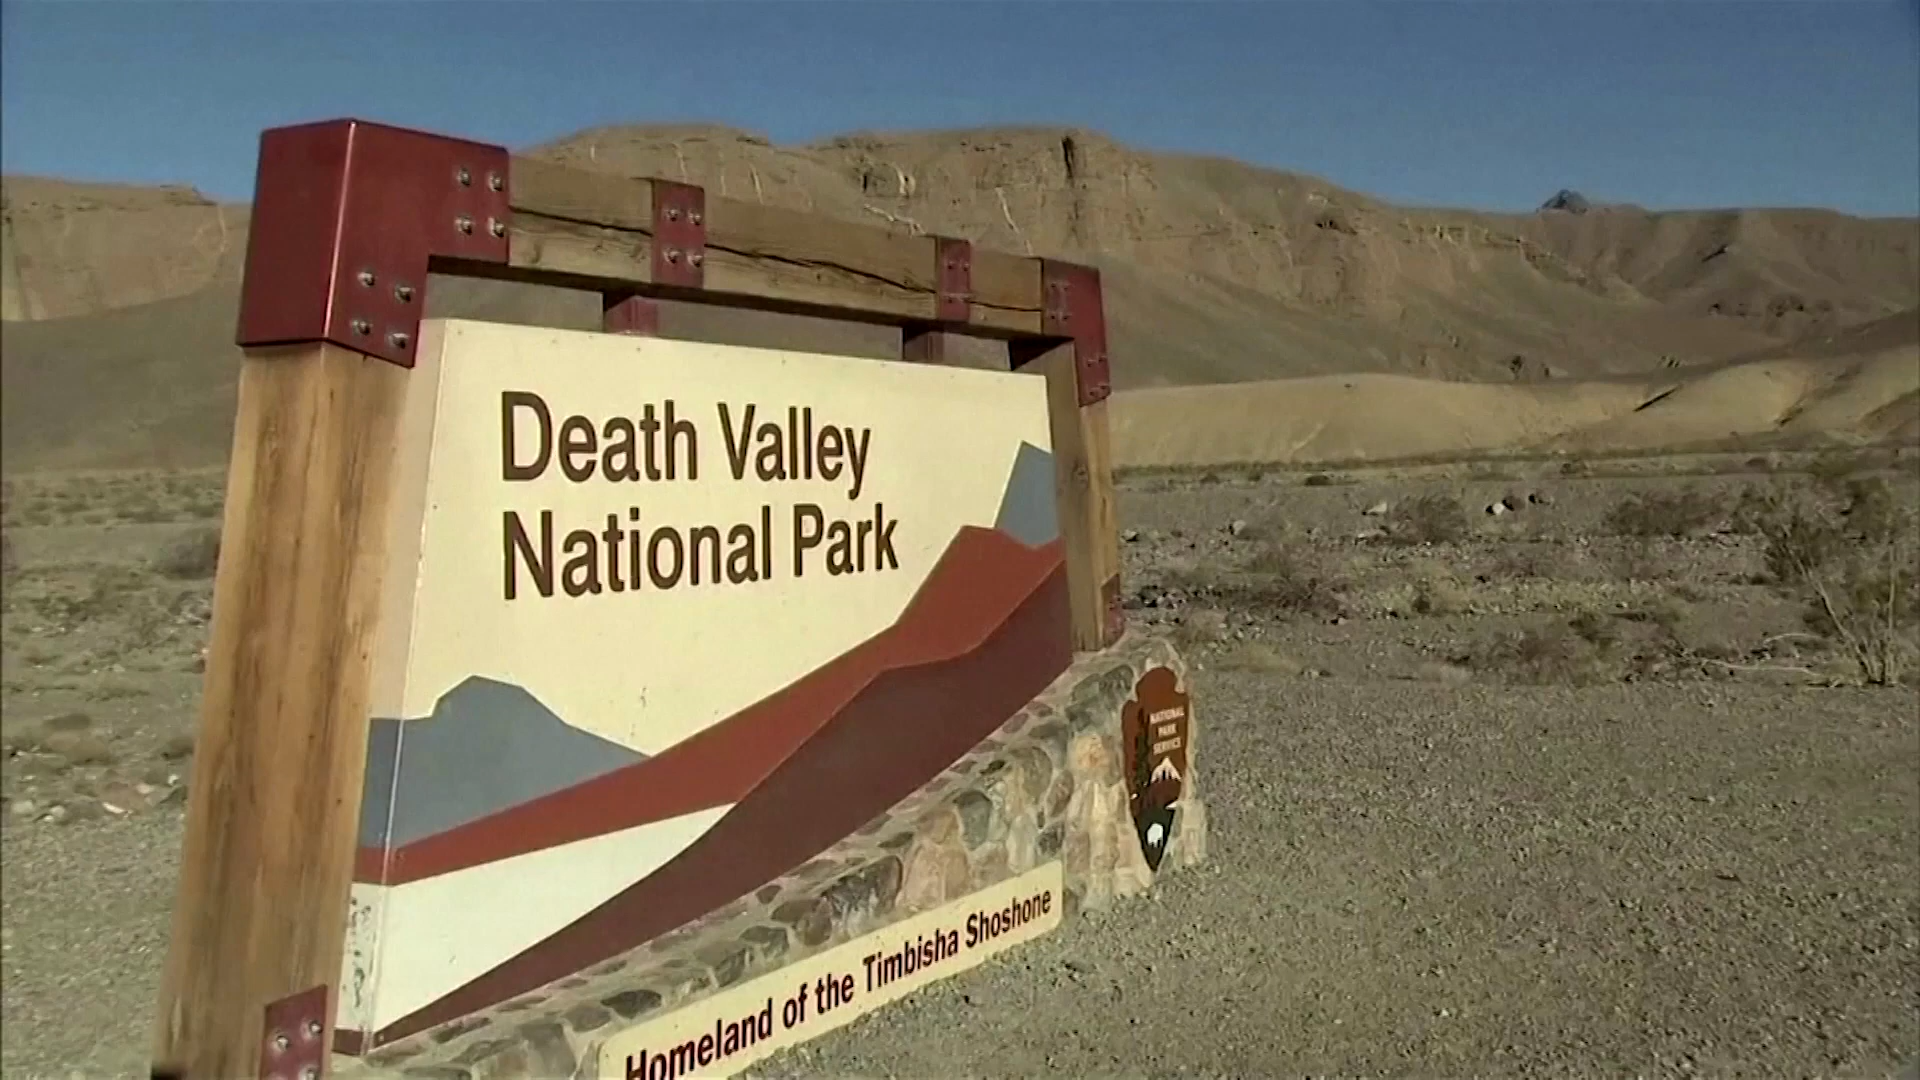 Death Valley
National Park
NATIONAL
PARK
SERVICE
Homeland of the Timbisha Shoshone